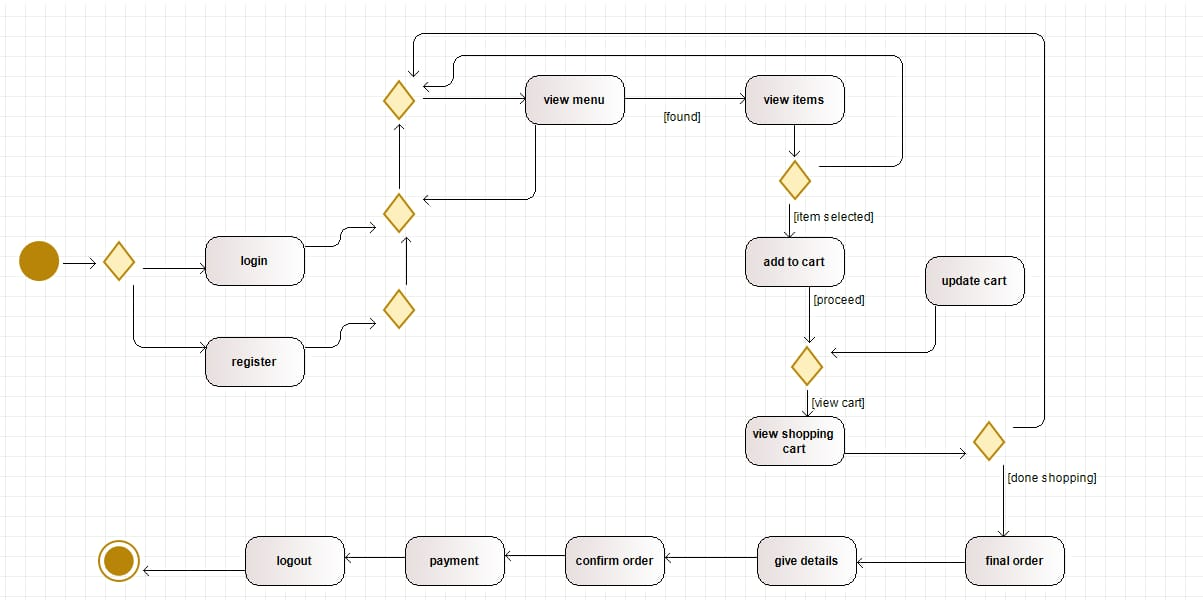 view menu
view items
[found]
[item selected]
login
add to cart
update cart
[proceed]
register
[view cart]
view shopping
cart
[done shopping]
logout
payment
confirm order
give details
final order